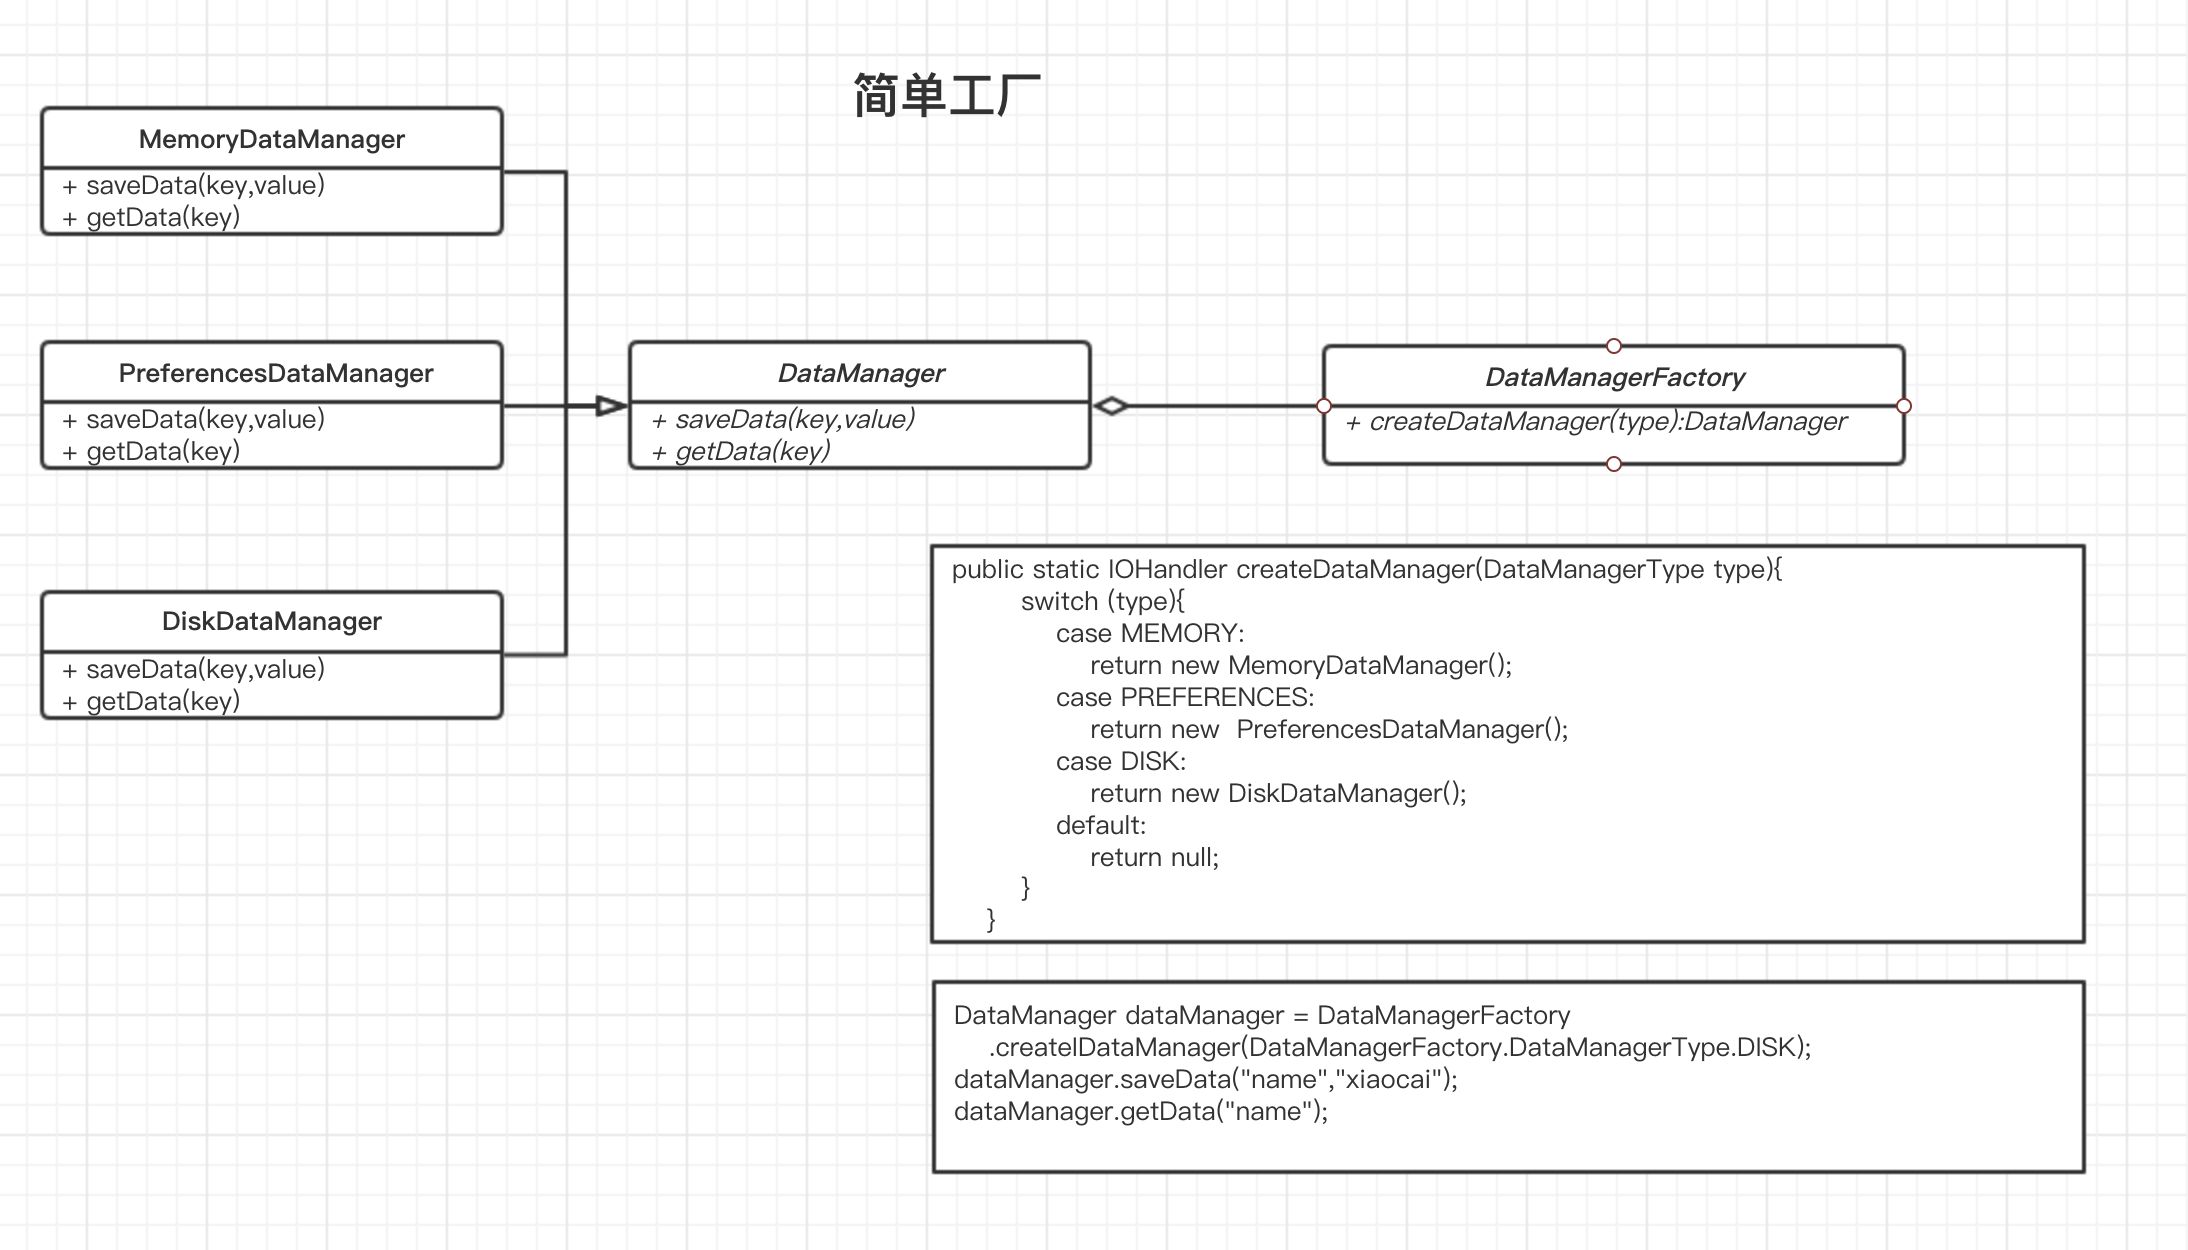 简单工厂
MemoryDataManager
+ saveData(key,value)
+ getData(key)
PreferencesDataManager
+ saveData(key,value)
+ getData(key)
DataManager
+ saveData(key,value)
+ getData(key)
DataManagerFactory
+ createDataManager(type):DataManager
DiskDataManager
+ saveData(key,value)
+ getData(key)
public static IOHandler createDataManager(DataManagerType type){
switch (type){
case MEMORY:
return new MemoryDataManager();
case PREFERENCES:
return new  PreferencesDataManager();
case DISK:
return new DiskDataManager();
default:
return null;
}
}
DataManager dataManager = DataManagerFactory
.createIDataManager(DataManagerFactory.DataManagerType.DISK);
dataManager.saveData("name","xiaocai");
dataManager.getData("name");